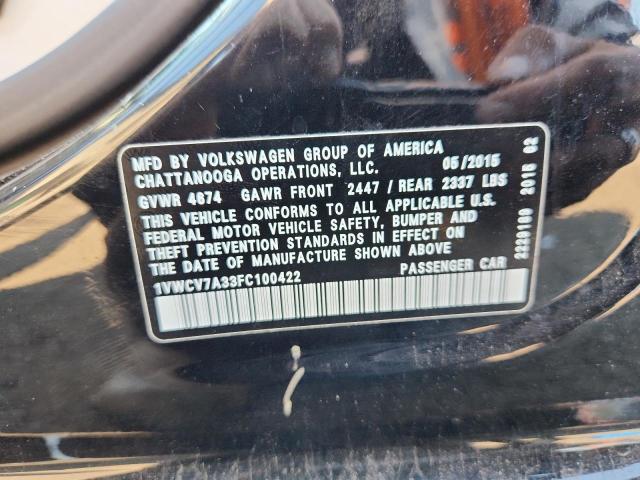 MFD BY VOLKSWAGEN GROUP OF AMERICA
CHATTANOOGA OPERATIONS, LLC. 05/2015
GVWR 4674 GAWR FRONT 2447 / REAR 2337 LBS
THIS VEHICLE CONFORMS TO ALL APPLICABLE U.S.
FEDERAL MOTOR VEHICLE SAFETY, BUMPER AND
THEFT PREVENTION STANDARDS IN EFFECT ON
THE DATE OF MANUFACTURE SHOWN ABOVE
1VWCV7A33FC100422 PASSENGER CAR